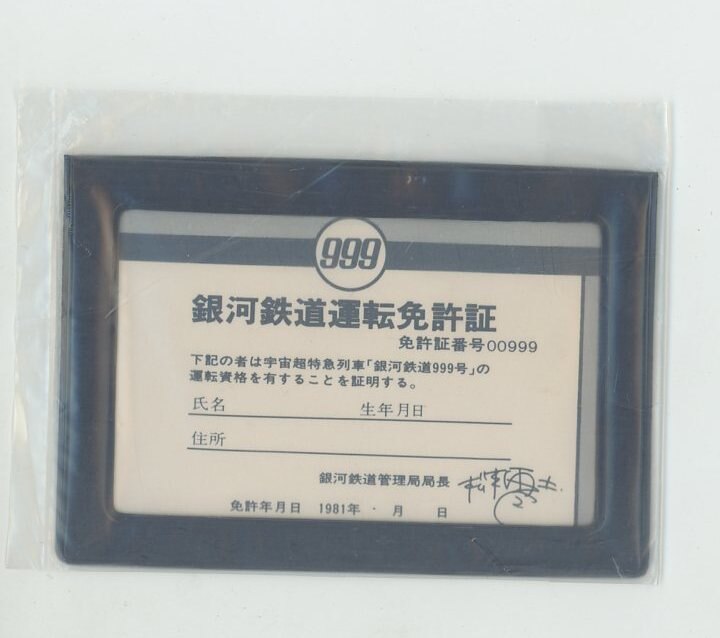 999
銀河鉄道運転免許証
免許証番号00999
下記の者は宇宙超特急列車「銀河鉄道999号」の
運転資格を有することを証明する。
氏名 生年月日
住所
銀河鉄道管理局局長 松本零士
免許年月日 1981年 ・ 月 日